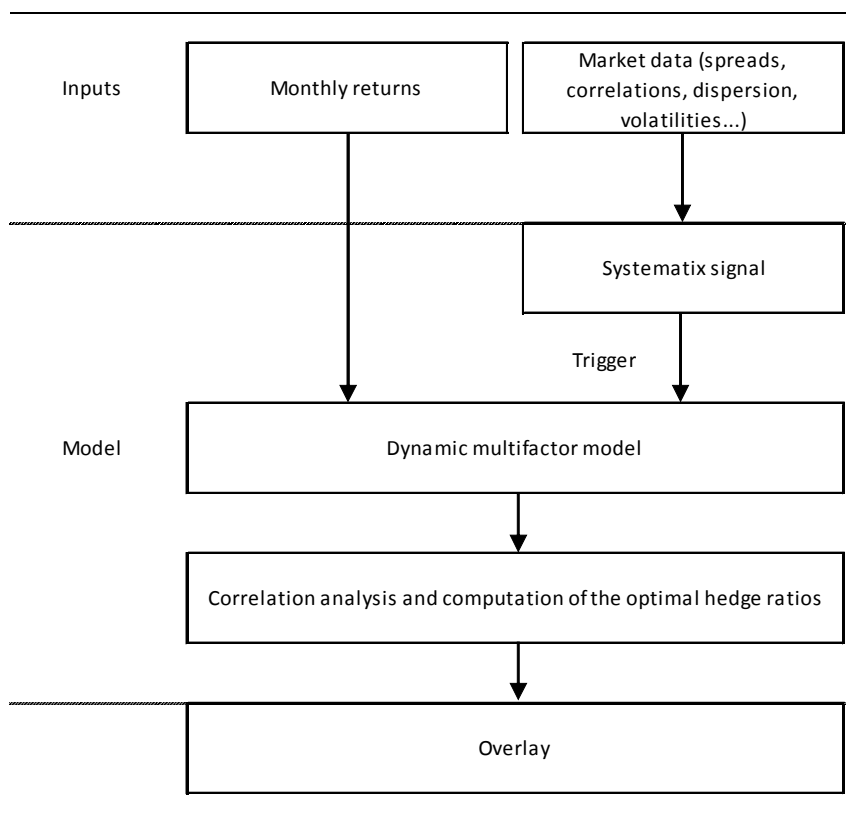 Inputs
Monthly returns
Market data (spreads,
correlations, dispersion,
volatilities...)
Systematix signal
Trigger
Model
Dynamic multifactor model
Correlation analysis and computation of the optimal hedge ratios
Overlay